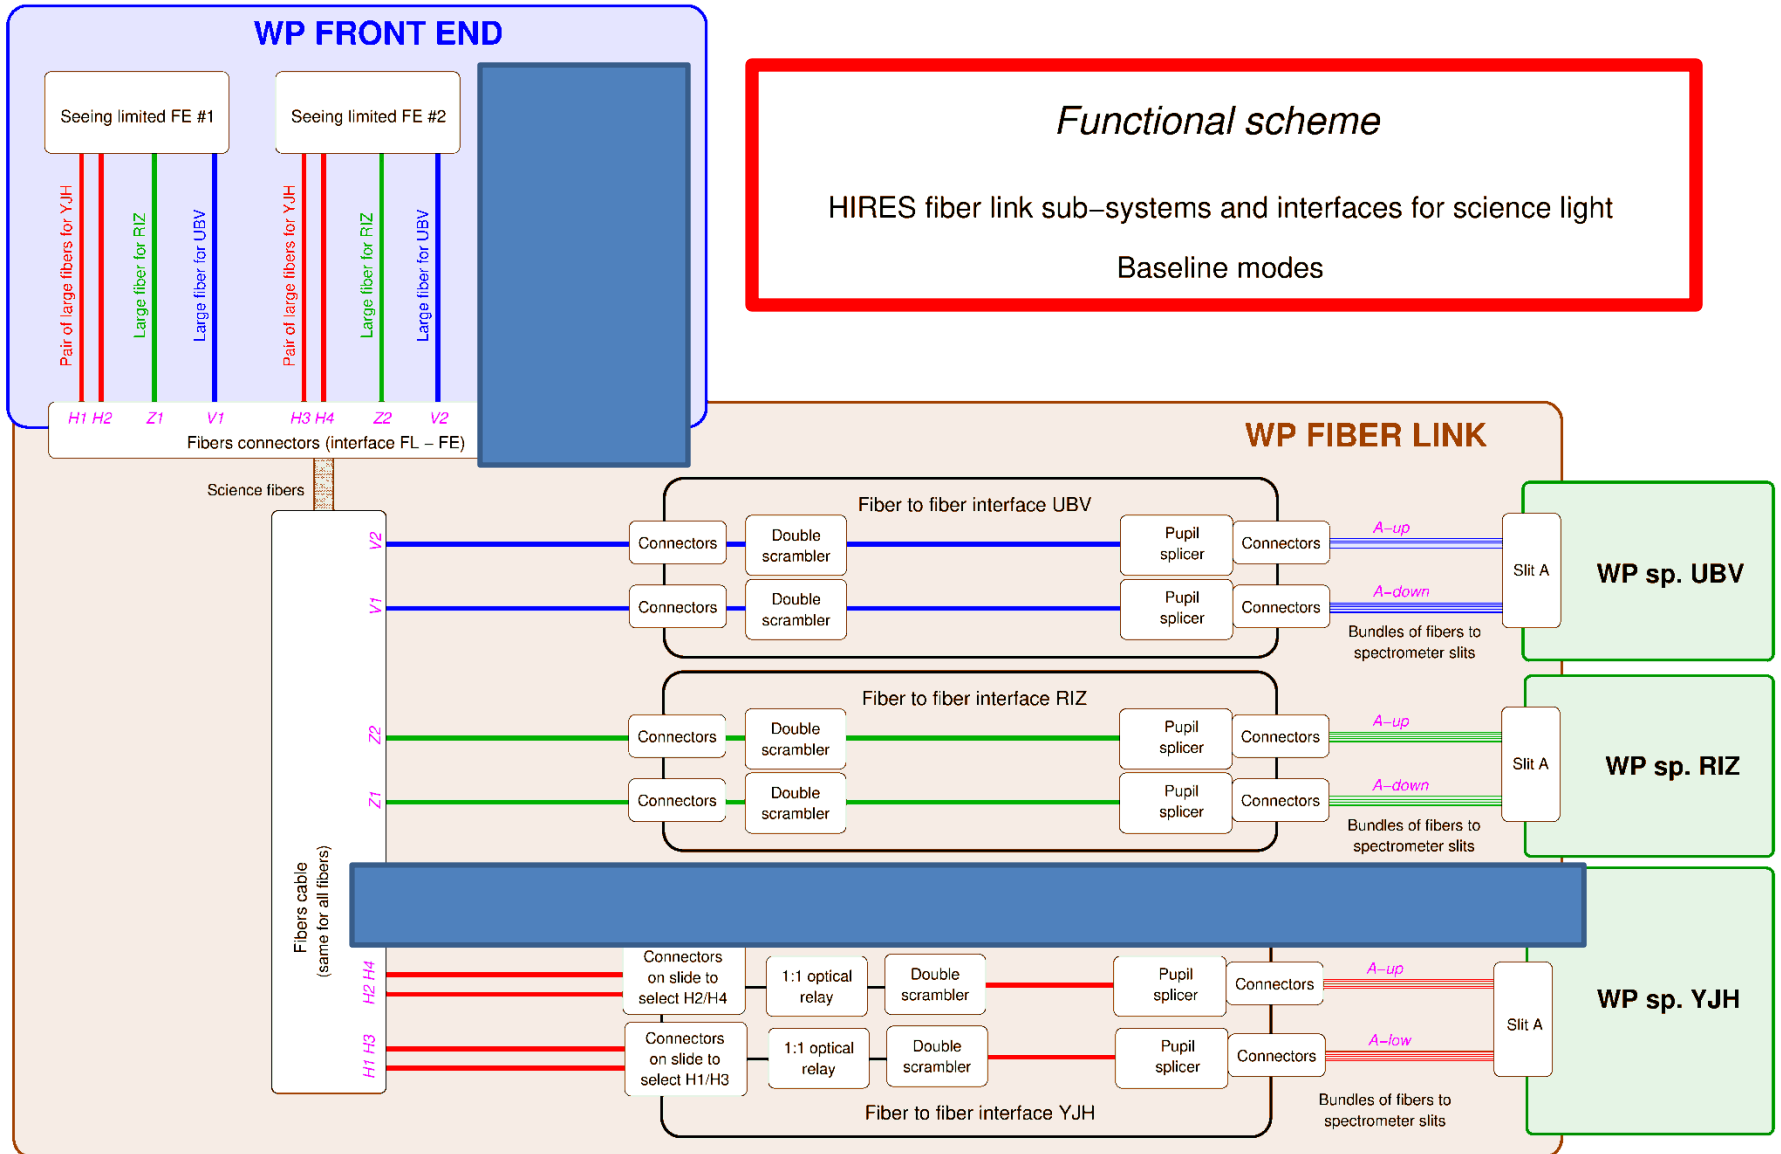 WP FRONT END
Seeing limited FE #1
Seeing limited FE #2
Pair of large fibers for YJH
Large fiber for RIZ
Large fiber for UBV
Pair of large fibers for YJH
Large fiber for RIZ
Large fiber for UBV
H1 H2 Z1 V1 H3 H4 Z2 V2
Fibers connectors (interface FL – FE)
Functional scheme
HIRES fiber link sub–systems and interfaces for science light
Baseline modes
WP FIBER LINK
Science fibers
Fibers cable
(same for all fibers)
Fiber to fiber interface UBV
V2
Connectors
Double
scrambler
Pupil
splicer
Connectors
A–up
V1
Connectors
Double
scrambler
Pupil
splicer
Connectors
A–down
Bundles of fibers to
spectrometer slits
Slit A
WP sp. UBV
Fiber to fiber interface RIZ
Z2
Connectors
Double
scrambler
Pupil
splicer
Connectors
A–up
Z1
Connectors
Double
scrambler
Pupil
splicer
Connectors
A–down
Bundles of fibers to
spectrometer slits
Slit A
WP sp. RIZ
H2 H4
Connectors
on slide to
select H2/H4
1:1 optical
relay
Double
scrambler
Pupil
splicer
Connectors
A–up
H1 H3
Connectors
on slide to
select H1/H3
1:1 optical
relay
Double
scrambler
Pupil
splicer
Connectors
A–low
Slit A
WP sp. YJH
Fiber to fiber interface YJH
Bundles of fibers to
spectrometer slits